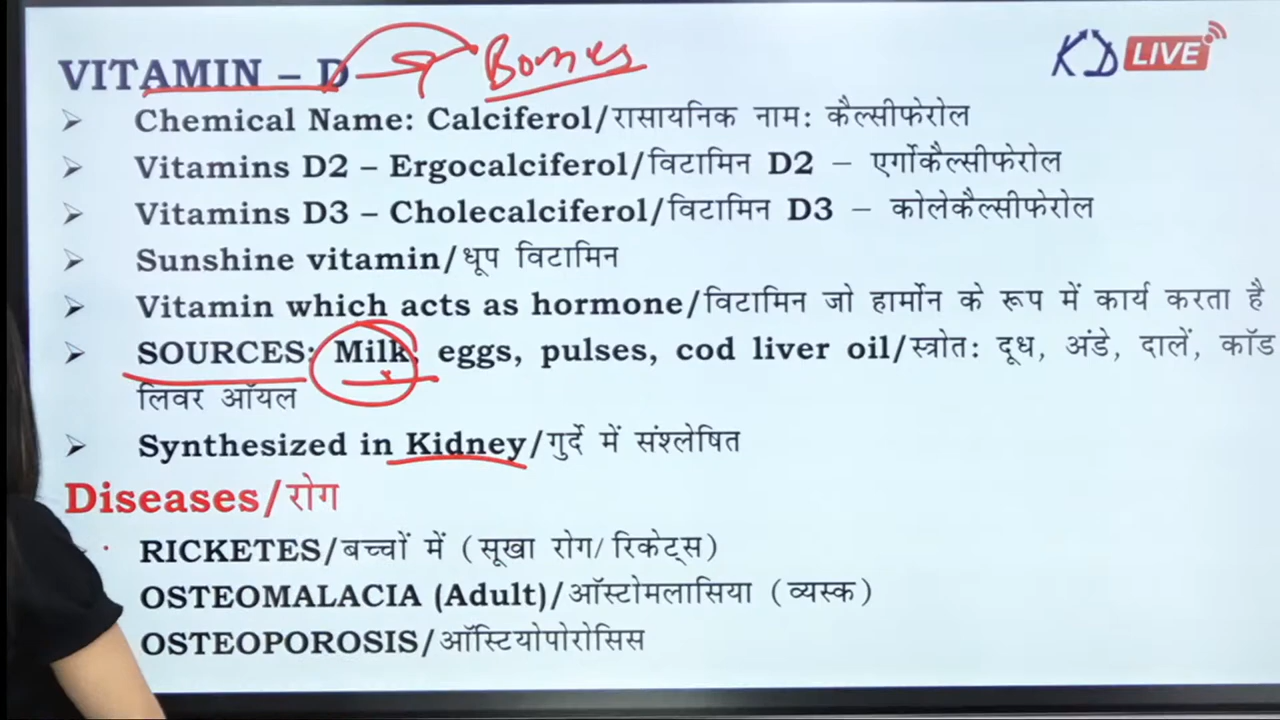 VITAMIN – D Bones
KD LIVE
Chemical Name: Calciferol/रासायनिक नाम: कैल्सीफेरोल
Vitamins D2 – Ergocalciferol/विटामिन D2 – एर्गोकैल्सीफेरोल
Vitamins D3 – Cholecalciferol/विटामिन D3 – कोलेकैल्सीफेरोल
Sunshine vitamin/धूप विटामिन
Vitamin which acts as hormone/विटामिन जो हार्मोन के रूप में कार्य करता है
SOURCES: Milk, eggs, pulses, cod liver oil/स्त्रोत: दूध, अंडे, दालें, कॉड
लिवर ऑयल
Synthesized in Kidney/गुर्दे में संश्लेषित
Diseases/रोग
RICKETES/बच्चों में (सूखा रोग/रिकेट्स)
OSTEOMALACIA (Adult)/ऑस्टोमलासिया (व्यस्क)
OSTEOPOROSIS/ऑस्टियोपोरोसिस